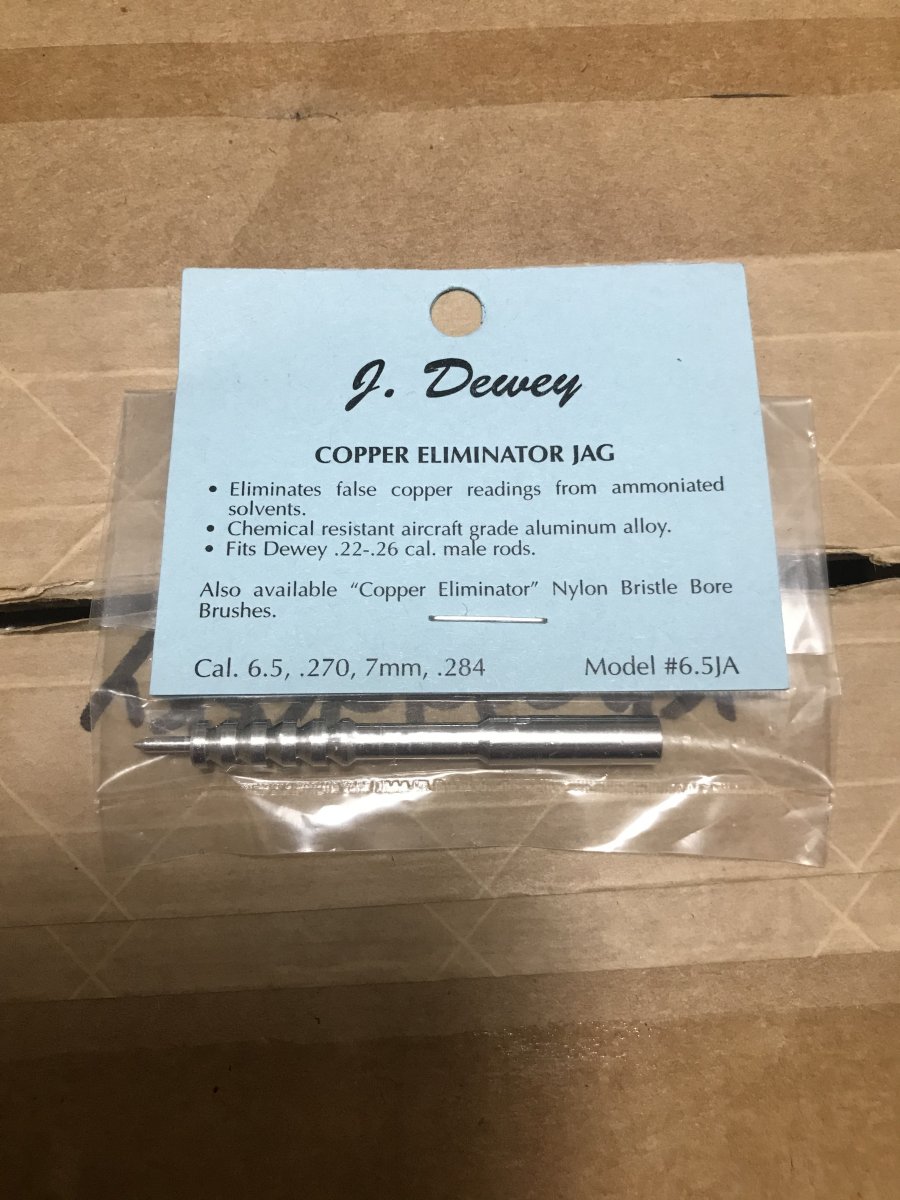 J. Dewey
COPPER ELIMINATOR JAG
• Eliminates false copper readings from ammoniated
solvents.
• Chemical resistant aircraft grade aluminum alloy.
• Fits Dewey .22-.26 cal. male rods.
Also available “Copper Eliminator” Nylon Bristle Bore
Brushes.
Cal. 6.5, .270, 7mm, .284 Model #6.5JA